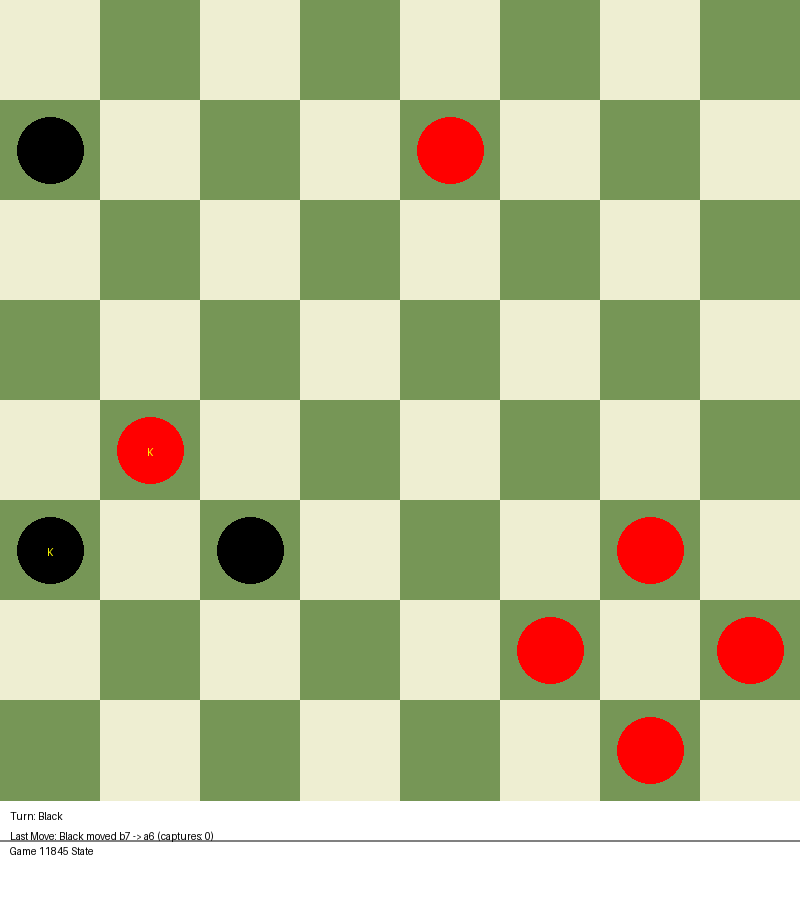 K
K
Turn: Black
Last Move: Black moved b7 -> a6 (captures: 0)
Game 11845 State